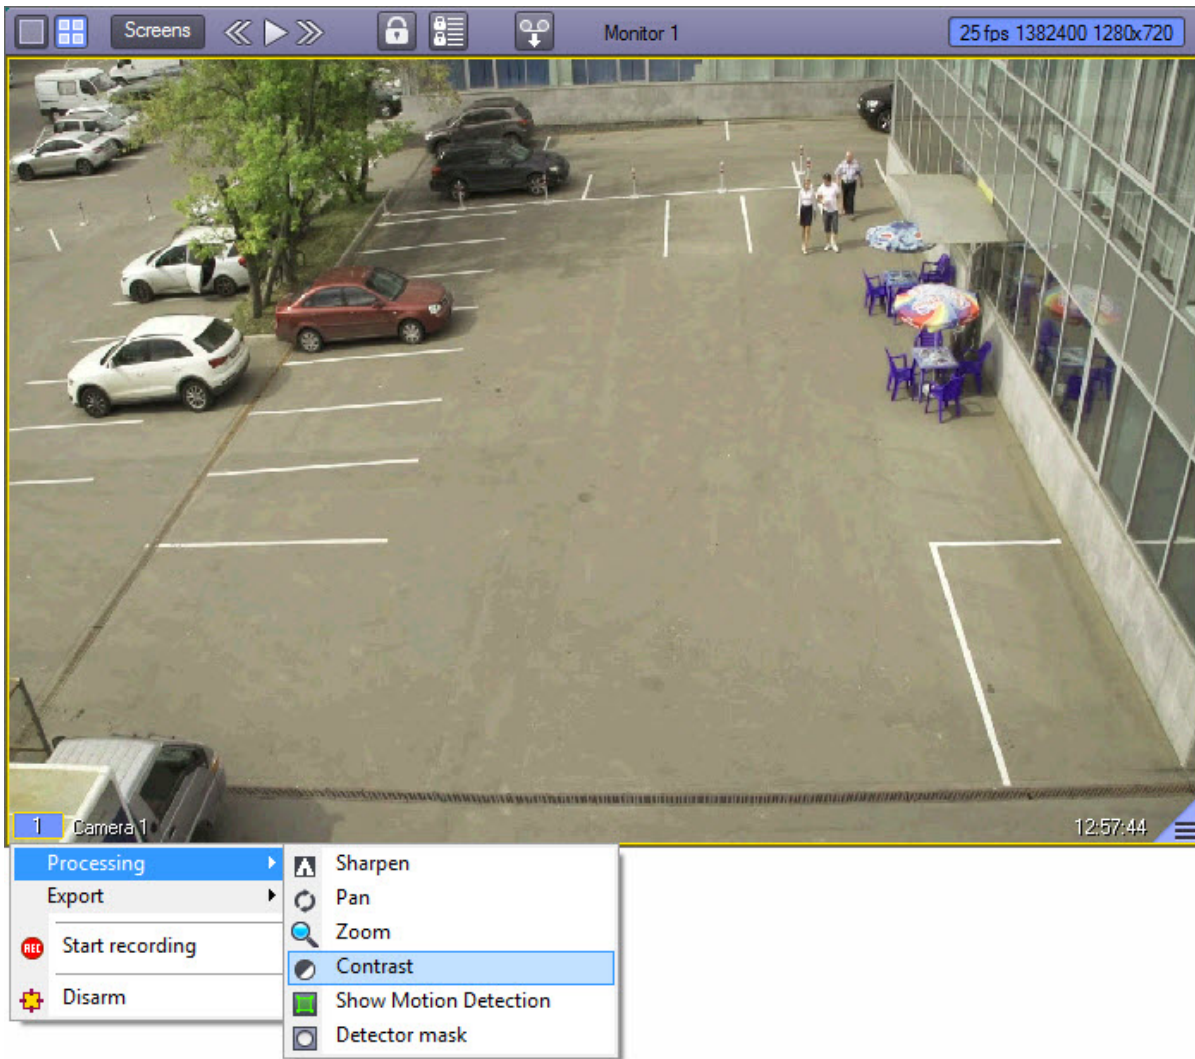 Screens
Monitor 1
25 fps 1382400 1280x720
1 Camera 1
12:57:44
Processing
Export
REC Start recording
Disarm
Sharpen
Pan
Zoom
Contrast
Show Motion Detection
Detector mask